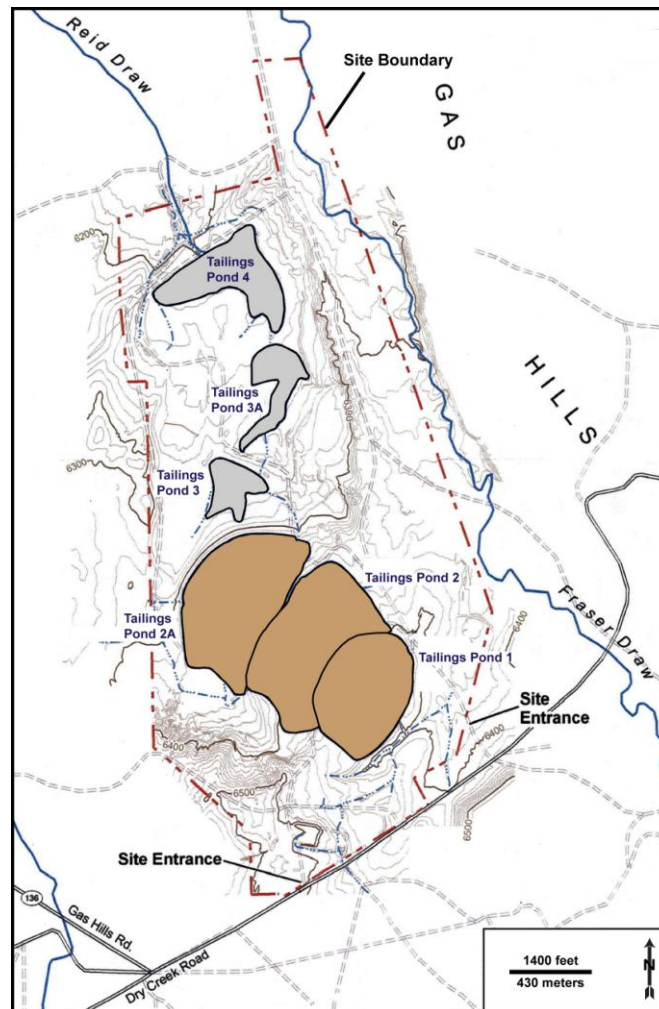 Reid Draw
Site Boundary
GAS
HILLS
6200
Tailings
Pond 4
Tailings
Pond 3A
6300
6300
Tailings
Pond 3
Tailings Pond 2
Tailings
Pond 2A
Tailings Pond 1
Fraser Draw
Site
Entrance
6400
6400
6500
6500
Site Entrance
136
Gas Hills Rd.
Dry Creek Road
1400 feet
430 meters
N